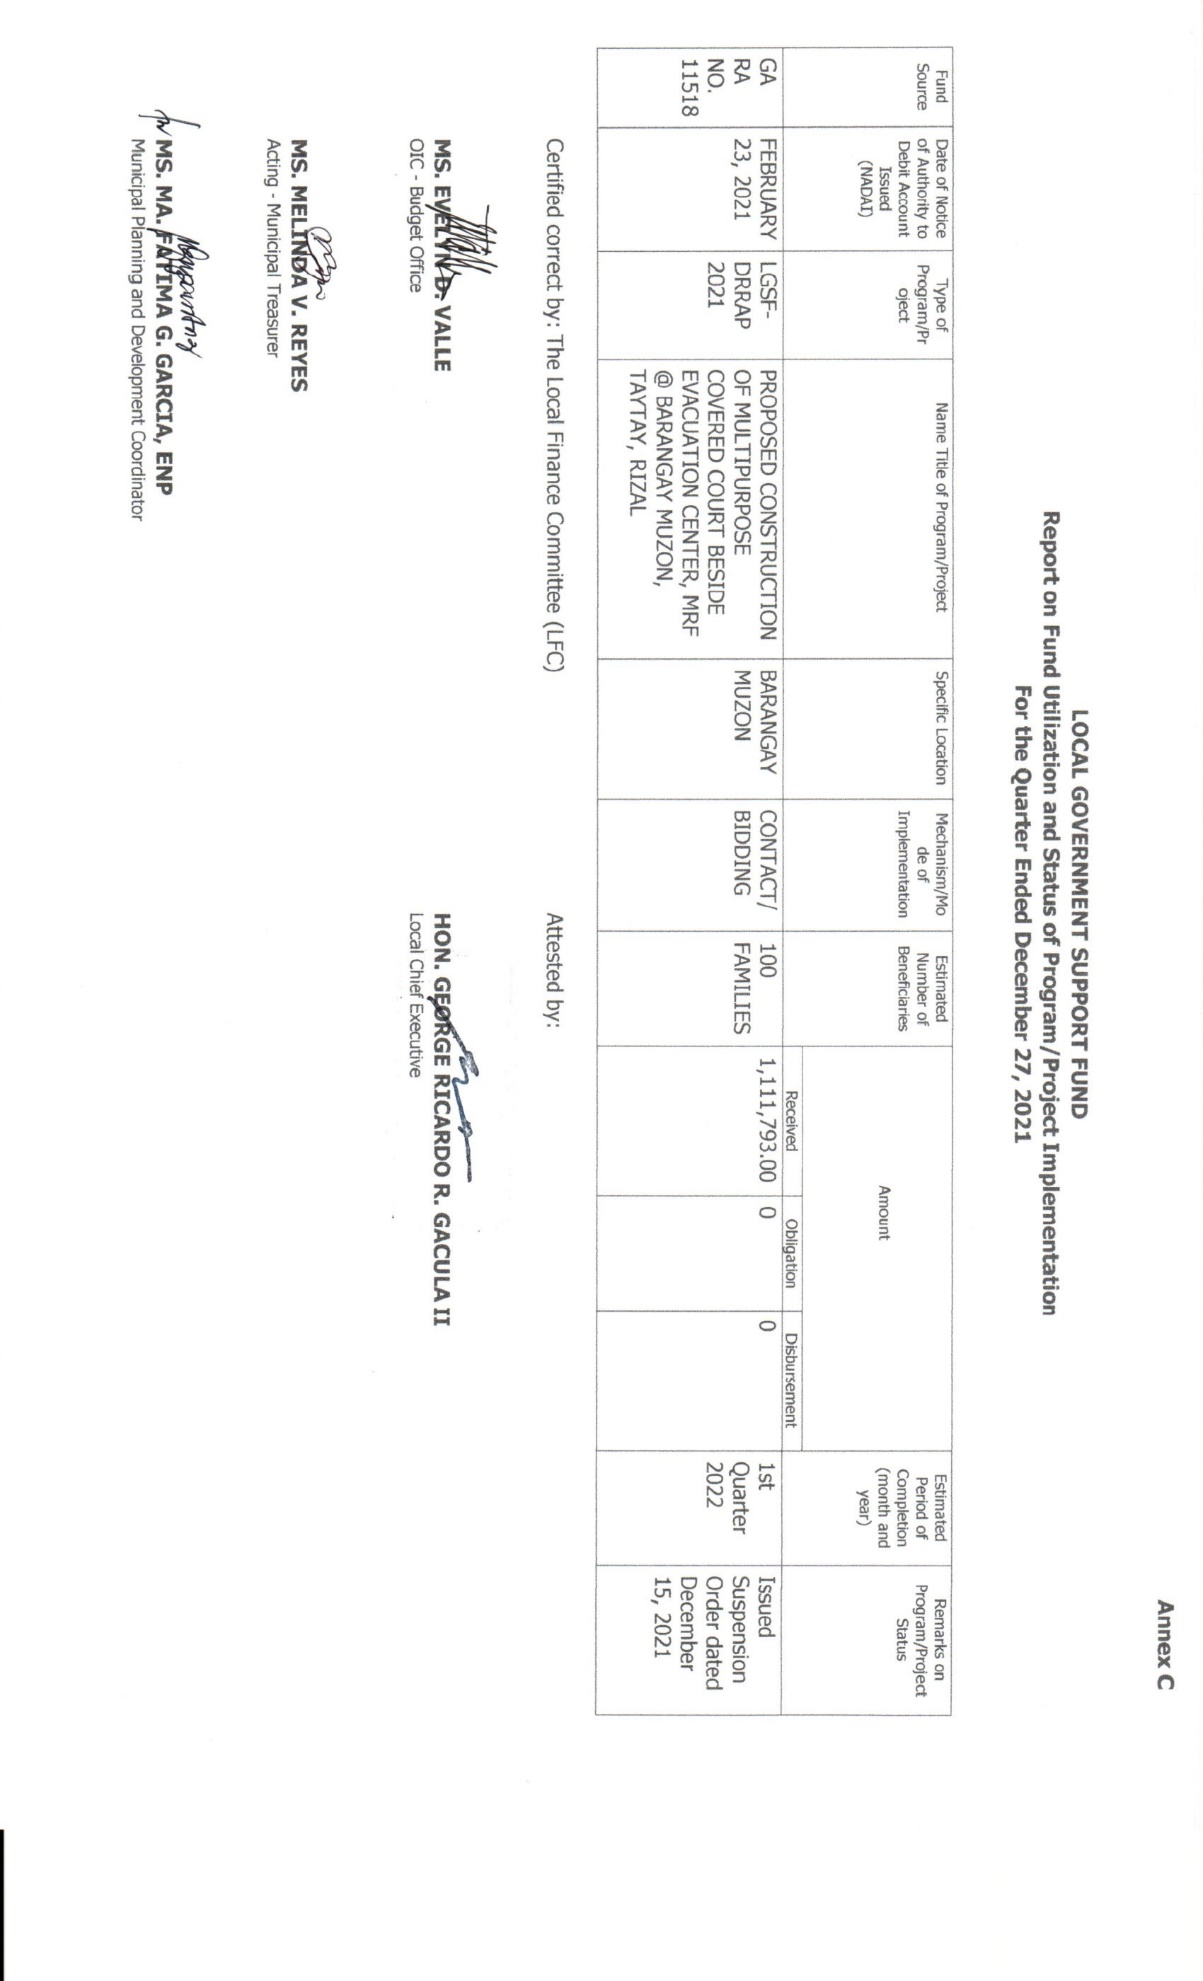 Annex C
LOCAL GOVERNMENT SUPPORT FUND
Report on Fund Utilization and Status of Program/Project Implementation
For the Quarter Ended December 27, 2021
Fund
Source
Date of Notice
of Authority to
Debit Account
Issued
(NADAI)
Type of
Program/Pr
oject
Name Title of Program/Project
Specific Location
Mechanism/Mo
de of
Implementation
Estimated
Number of
Beneficiaries
Amount
Received
Obligation
Disbursement
Estimated
Period of
Completion
(month and
year)
Remarks on
Program/Project
Status
GA
RA
NO.
11518
FEBRUARY
23, 2021
LGSF-
DRRAP
2021
PROPOSED CONSTRUCTION
OF MULTIPURPOSE
COVERED COURT BESIDE
EVACUATION CENTER, MRF
@ BARANGAY MUZON,
TAYTAY, RIZAL
BARANGAY
MUZON
CONTACT/
BIDDING
100
FAMILIES
1,111,793.00
0
0
1st
Quarter
2022
Issued
Suspension
Order dated
December
15, 2021
Certified correct by: The Local Finance Committee (LFC)
Attested by:
MS. EVELYN D. VALLE
OIC - Budget Office
HON. GEORGE RICARDO R. GACULA II
Local Chief Executive
MS. MELINDA V. REYES
Acting - Municipal Treasurer
MS. MA. FATIMA G. GARCIA, ENP
Municipal Planning and Development Coordinator